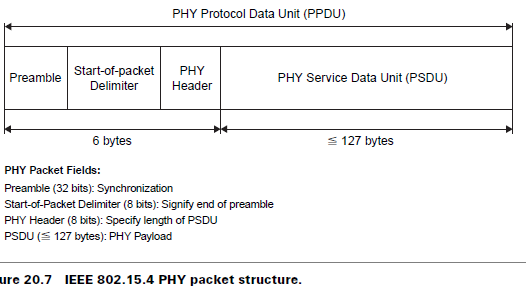 PHY Protocol Data Unit (PPDU)
Preamble
Start-of-packet
Delimiter
PHY
Header
PHY Service Data Unit (PSDU)
6 bytes
≦ 127 bytes
PHY Packet Fields:
Preamble (32 bits): Synchronization
Start-of-Packet Delimiter (8 bits): Signify end of preamble
PHY Header (8 bits): Specify length of PSDU
PSDU (≦ 127 bytes): PHY Payload
ure 20.7 IEEE 802.15.4 PHY packet structure.